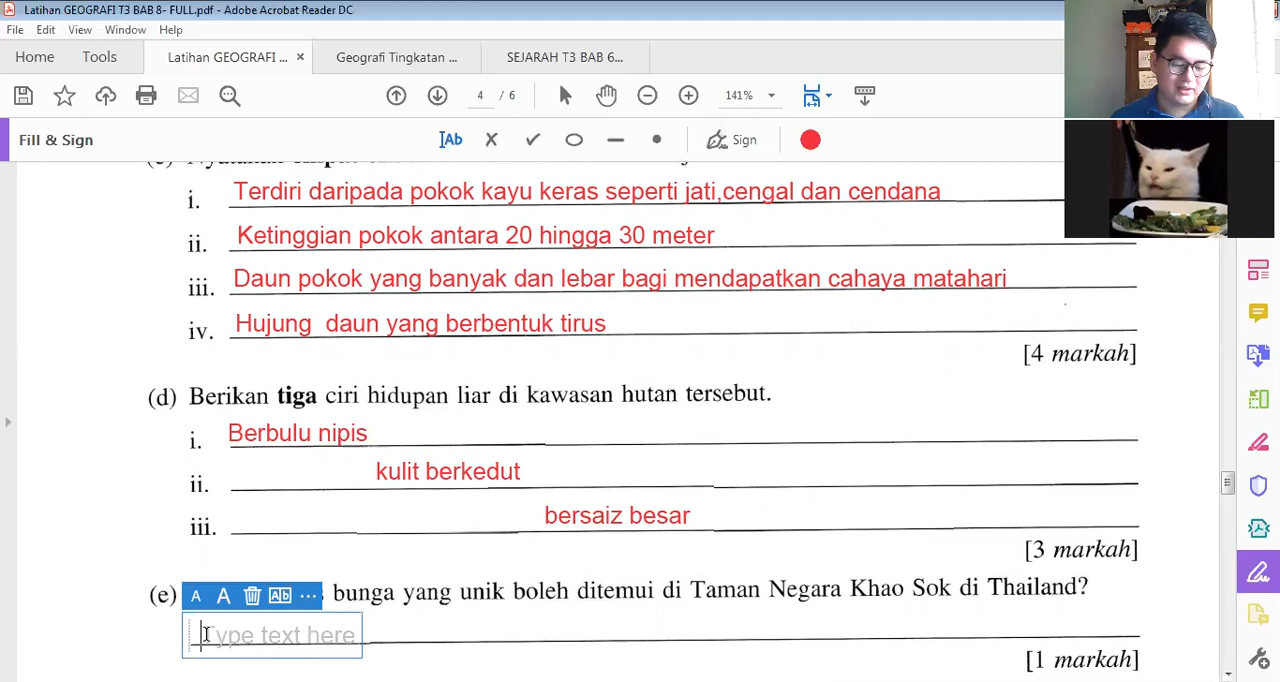 Latihan GEOGRAFI T3 BAB 8- FULL.pdf - Adobe Acrobat Reader DC
File Edit View Window Help
Home Tools Latihan GEOGRAFI ... × Geografi Tingkatan ... SEJARAH T3 BAB 6...
4 / 6 141%
Fill & Sign Ab Sign
i. Terdiri daripada pokok kayu keras seperti jati,cengal dan cendana
ii. Ketinggian pokok antara 20 hingga 30 meter
iii. Daun pokok yang banyak dan lebar bagi mendapatkan cahaya matahari
iv. Hujung daun yang berbentuk tirus
[4 markah]
(d) Berikan tiga ciri hidupan liar di kawasan hutan tersebut.
i. Berbulu nipis
ii. kulit berkedut
iii. bersaiz besar
[3 markah]
(e) A A Ab ... bunga yang unik boleh ditemui di Taman Negara Khao Sok di Thailand?
Type text here
[1 markah]